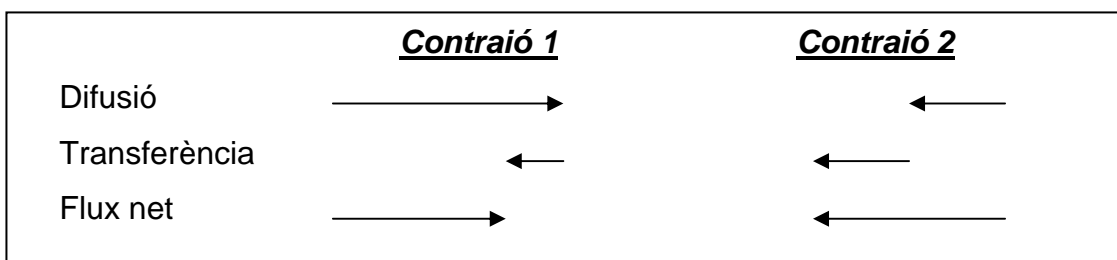 Contraió 1 Contraió 2
Difusió
Transferència
Flux net